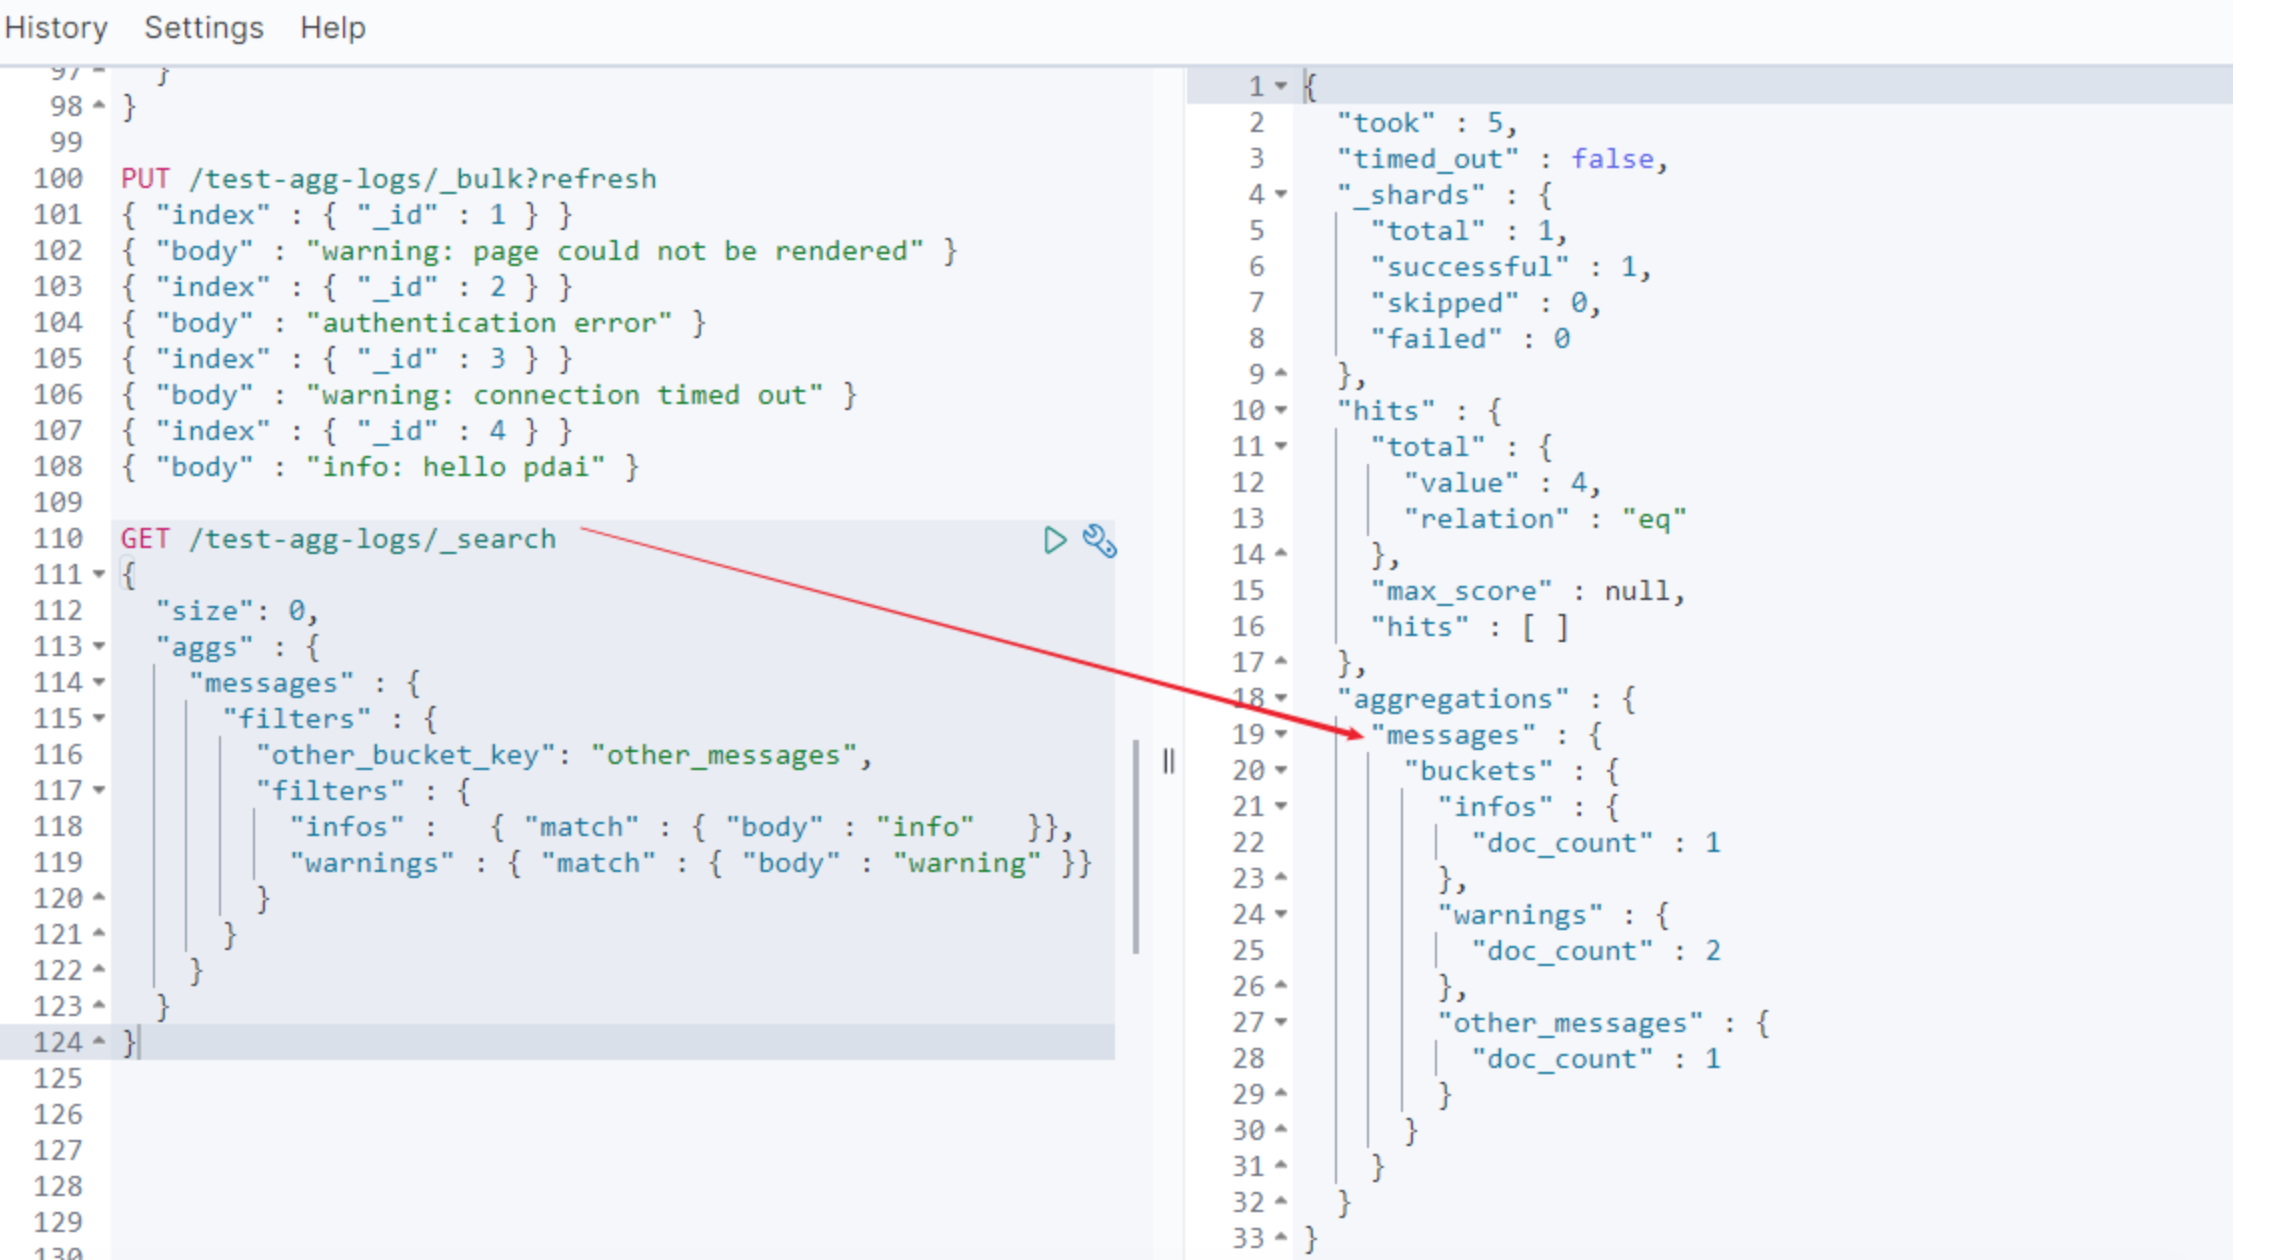 History Settings Help
97 }
98 }
99
100 PUT /test-agg-logs/_bulk?refresh
101 { "index" : { "_id" : 1 } }
102 { "body" : "warning: page could not be rendered" }
103 { "index" : { "_id" : 2 } }
104 { "body" : "authentication error" }
105 { "index" : { "_id" : 3 } }
106 { "body" : "warning: connection timed out" }
107 { "index" : { "_id" : 4 } }
108 { "body" : "info: hello pdai" }
109
110 GET /test-agg-logs/_search
111 {
112 "size": 0,
113 "aggs" : {
114 "messages" : {
115 "filters" : {
116 "other_bucket_key": "other_messages",
117 "filters" : {
118 "infos" :   { "match" : { "body" : "info"   }},
119 "warnings" : { "match" : { "body" : "warning" }}
120 }
121 }
122 }
123 }
124 }
125
126
127
128
129
130
1 {
2 "took" : 5,
3 "timed_out" : false,
4 "_shards" : {
5 "total" : 1,
6 "successful" : 1,
7 "skipped" : 0,
8 "failed" : 0
9 },
10 "hits" : {
11 "total" : {
12 "value" : 4,
13 "relation" : "eq"
14 },
15 "max_score" : null,
16 "hits" : [ ]
17 },
18 "aggregations" : {
19 "messages" : {
20 "buckets" : {
21 "infos" : {
22 "doc_count" : 1
23 },
24 "warnings" : {
25 "doc_count" : 2
26 },
27 "other_messages" : {
28 "doc_count" : 1
29 }
30 }
31 }
32 }
33 }